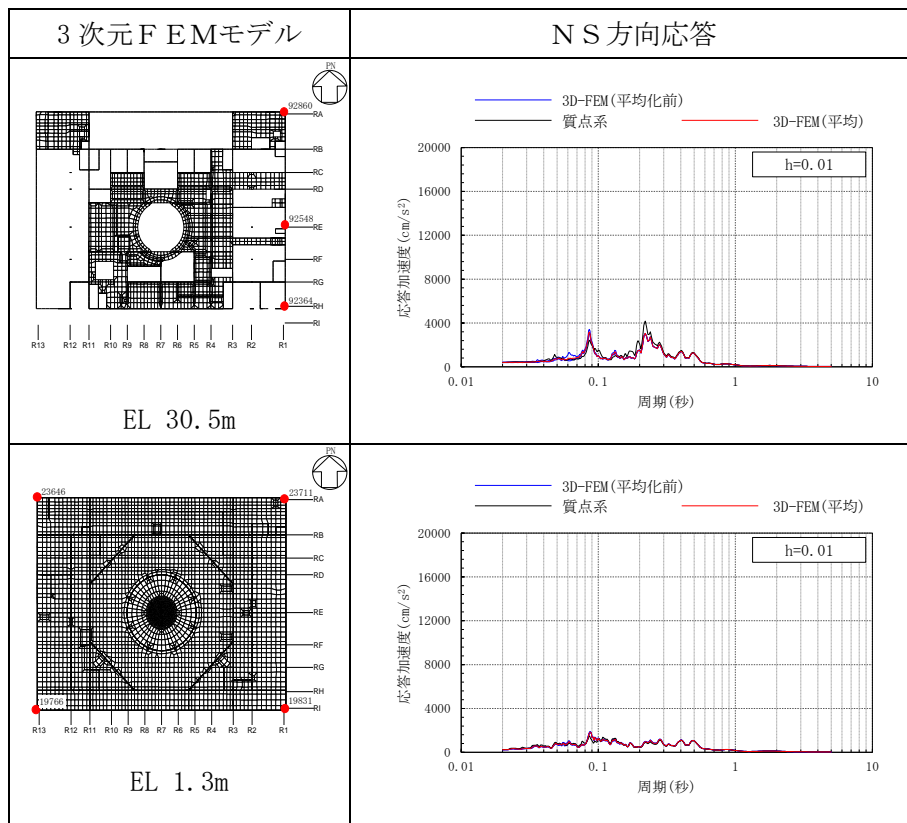 3次元FEMモデル
NS方向応答
PN
92860
RA
RB
RC
RD
92548
RE
RF
RG
92364
RH
RI
R13 R12 R11 R10 R9 R8 R7 R6 R5 R4 R3 R2 R1
EL 30.5m
3D-FEM(平均化前)
質点系 3D-FEM(平均)
h=0.01
応答加速度(cm/s²)
20000
16000
12000
8000
4000
0
0.01 0.1 1 10
周期(秒)
PN
23646 23711
RA
RB
RC
RD
RE
RF
RG
RH
19766 19831
RI
R13 R12 R11 R10 R9 R8 R7 R6 R5 R4 R3 R2 R1
EL 1.3m
3D-FEM(平均化前)
質点系 3D-FEM(平均)
h=0.01
応答加速度(cm/s²)
20000
16000
12000
8000
4000
0
0.01 0.1 1 10
周期(秒)